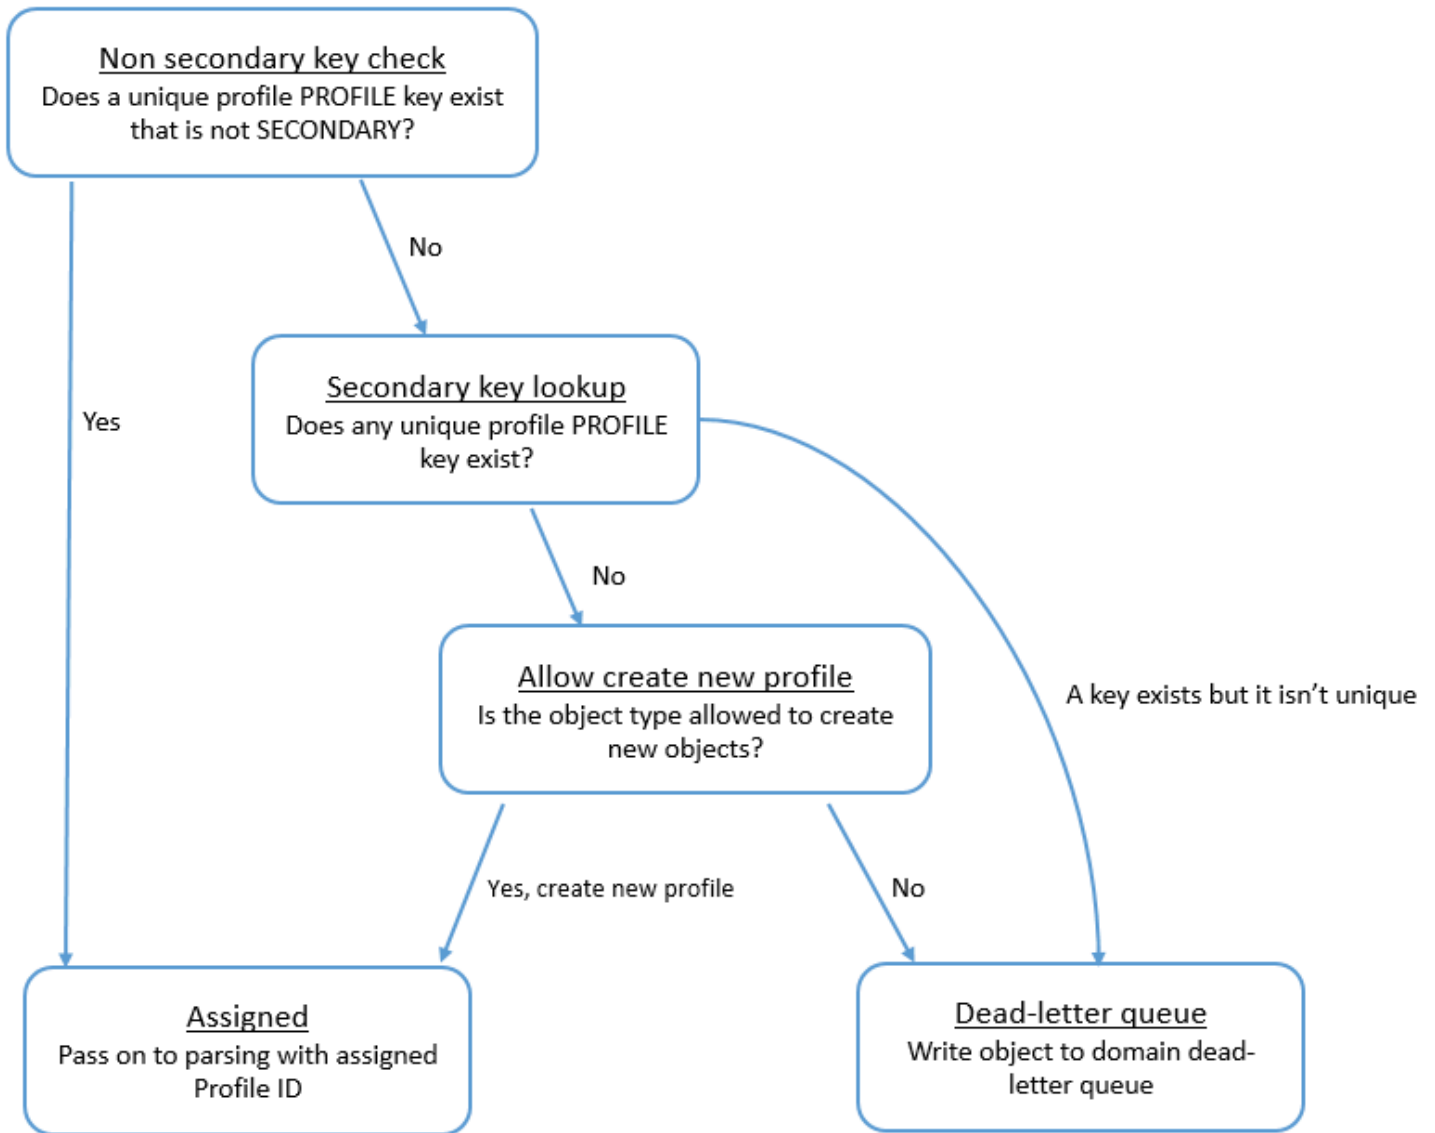 Non secondary key check
Does a unique profile PROFILE key exist
that is not SECONDARY?
No
Yes
Secondary key lookup
Does any unique profile PROFILE
key exist?
No
Allow create new profile
Is the object type allowed to create
new objects?
A key exists but it isn’t unique
Yes, create new profile
No
Assigned
Pass on to parsing with assigned
Profile ID
Dead-letter queue
Write object to domain dead-
letter queue